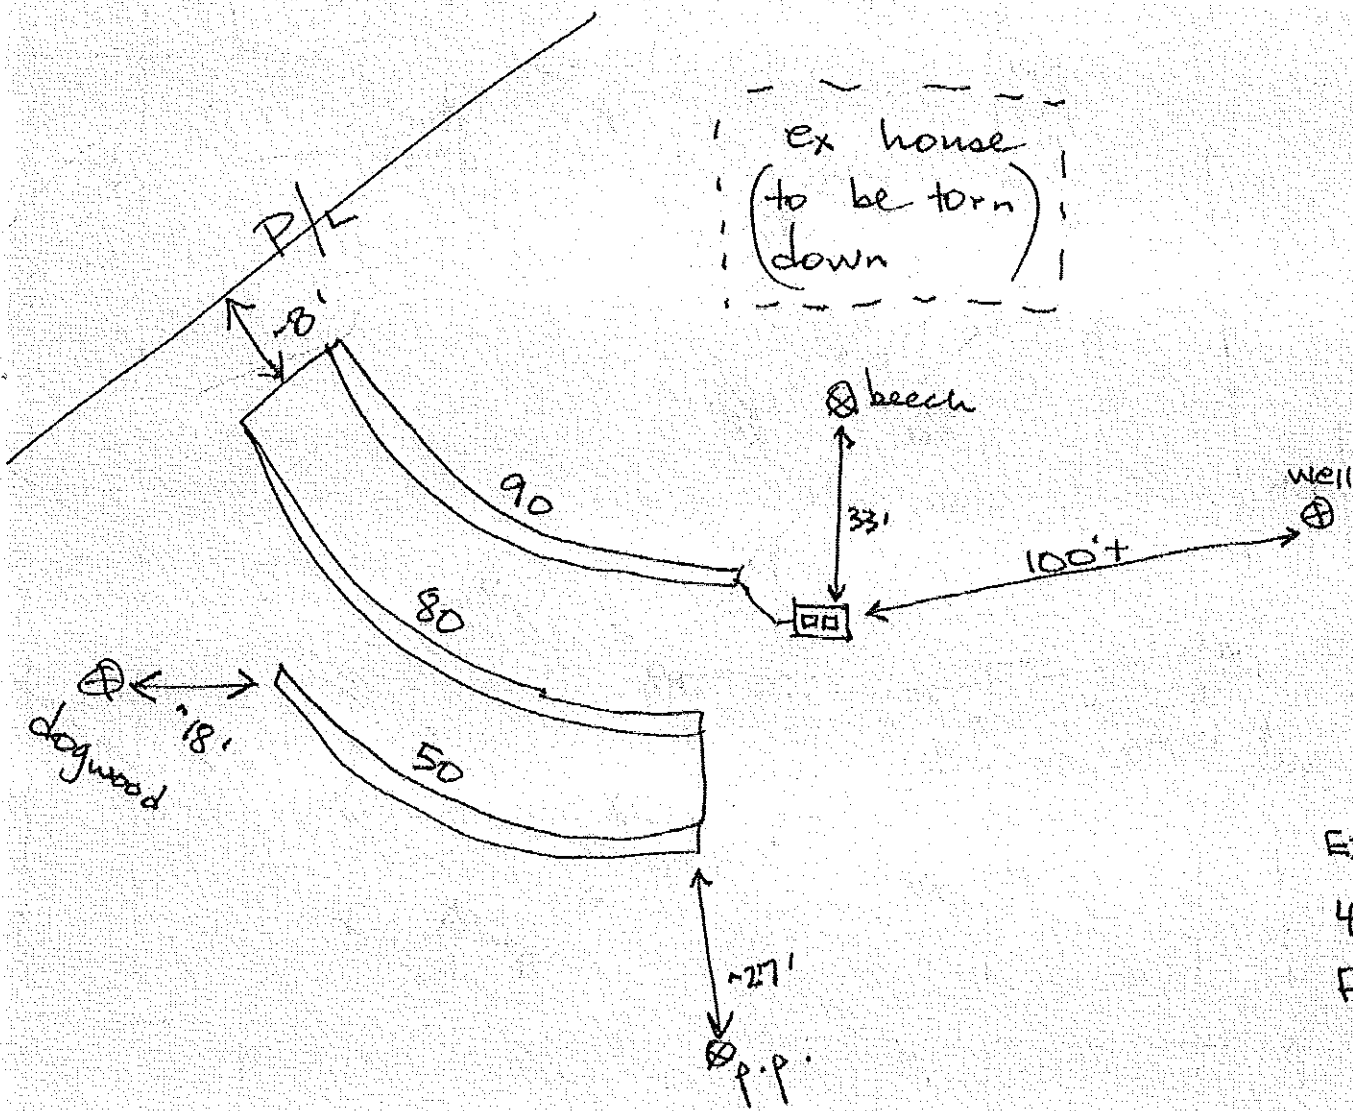 ex house
(to be torn
down)
P/L
~8'
beech
90
33'
well
100'+
80
dogwood
~18'
50
~27'
p.p.